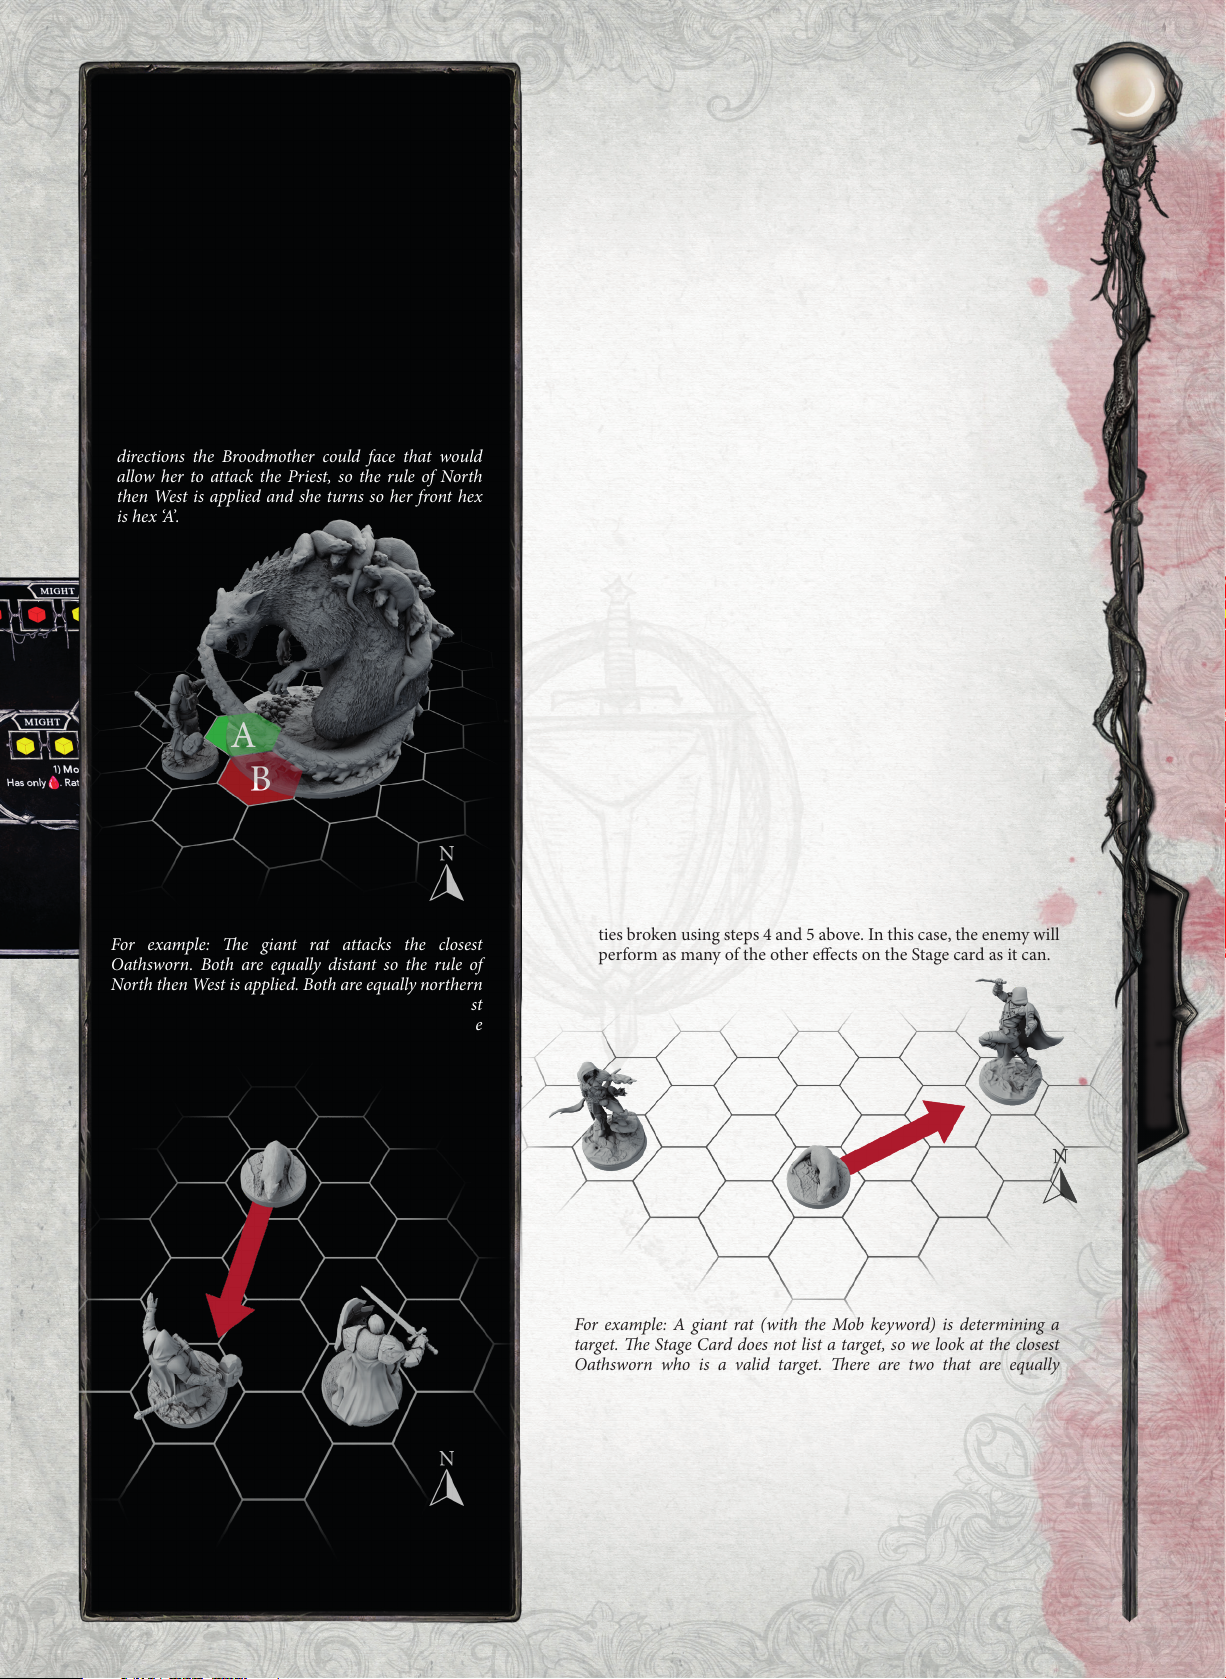 directions the Broodmother could face that would
allow her to attack the Priest, so the rule of North
then West is applied and she turns so her front hex
is hex ‘A’.
MIGHT
MIGHT
1) Mo
Has only . Rat
A
B
N
For example: The giant rat attacks the closest
Oathsworn. Both are equally distant so the rule of
North then West is applied. Both are equally northern
st
e
N
ties broken using steps 4 and 5 above. In this case, the enemy will
perform as many of the other effects on the Stage card as it can.
N
For example: A giant rat (with the Mob keyword) is determining a
target. The Stage Card does not list a target, so we look at the closest
Oathsworn who is a valid target. There are two that are equally